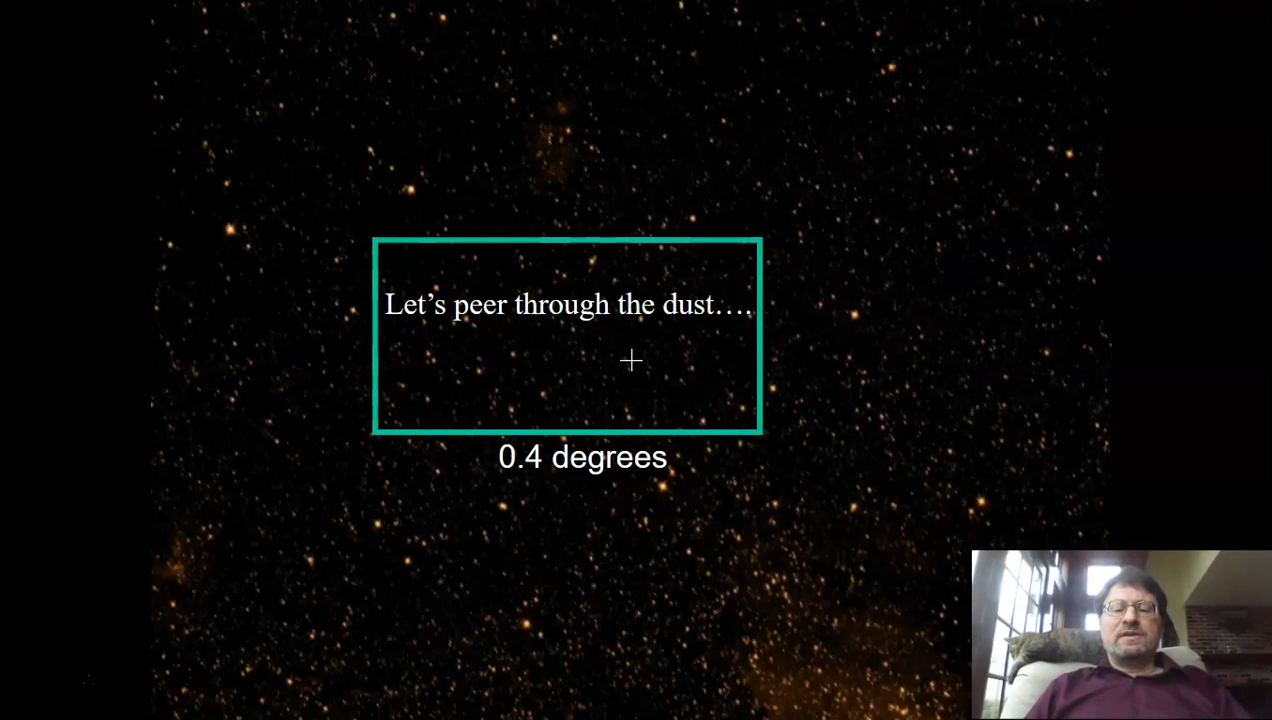 Let’s peer through the dust….
0.4 degrees